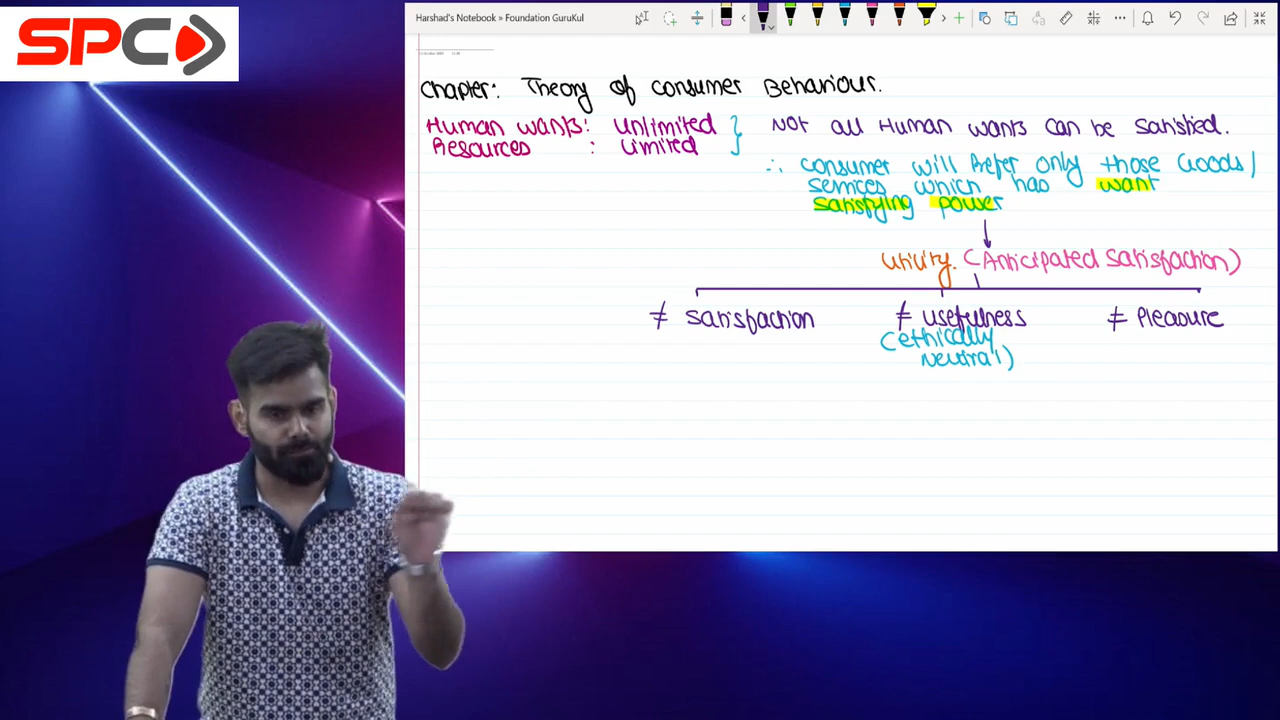 SPC
Harshad's Notebook » Foundation GuruKul
Chapter: Theory of Consumer Behaviour.
Human wants: Unlimited } Not all Human wants can be satisfied.
Resources : Limited
∴ Consumer will Prefer only those Goods/
services which has want
satisfying power
Utility. (Anticipated Satisfaction)
≠ Satisfaction ≠ Usefulness ≠ Pleasure
(ethically
Neutral)